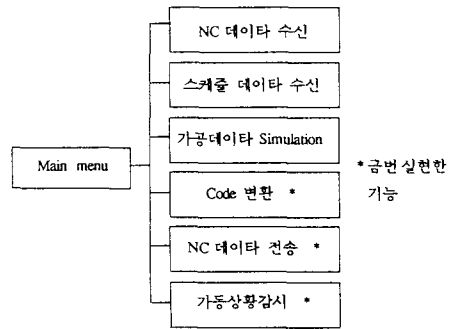 NC 데이타 수신
스케쥴 데이타 수신
가공데이타 Simulation
Main menu
* 금번 실현한
기능
Code 변환 *
NC 데이타 전송 *
가동상황감시 *